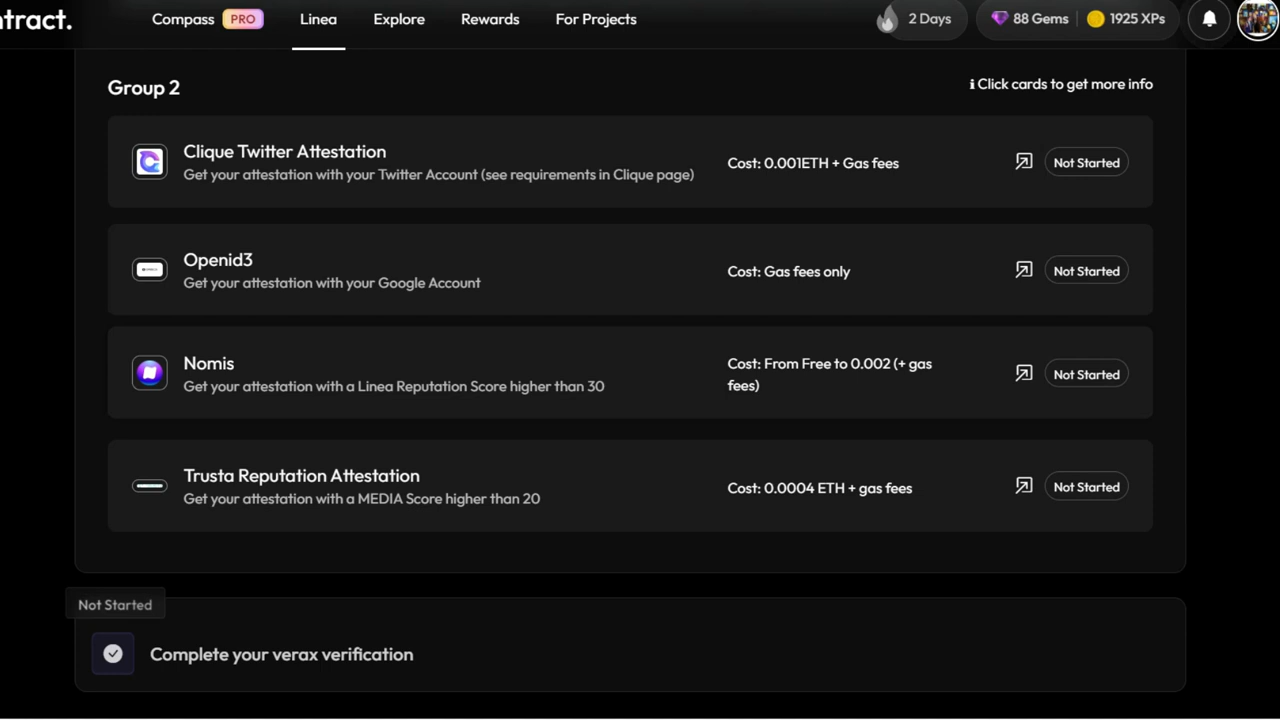 ntract.
Compass PRO Linea Explore Rewards For Projects 2 Days 88 Gems 1925 XPs
Group 2
i Click cards to get more info
Clique Twitter Attestation
Get your attestation with your Twitter Account (see requirements in Clique page)
Cost: 0.001ETH + Gas fees
Not Started
Openid3
Get your attestation with your Google Account
Cost: Gas fees only
Not Started
Nomis
Get your attestation with a Linea Reputation Score higher than 30
Cost: From Free to 0.002 (+ gas
fees)
Not Started
Trusta Reputation Attestation
Get your attestation with a MEDIA Score higher than 20
Cost: 0.0004 ETH + gas fees
Not Started
Not Started
Complete your verax verification